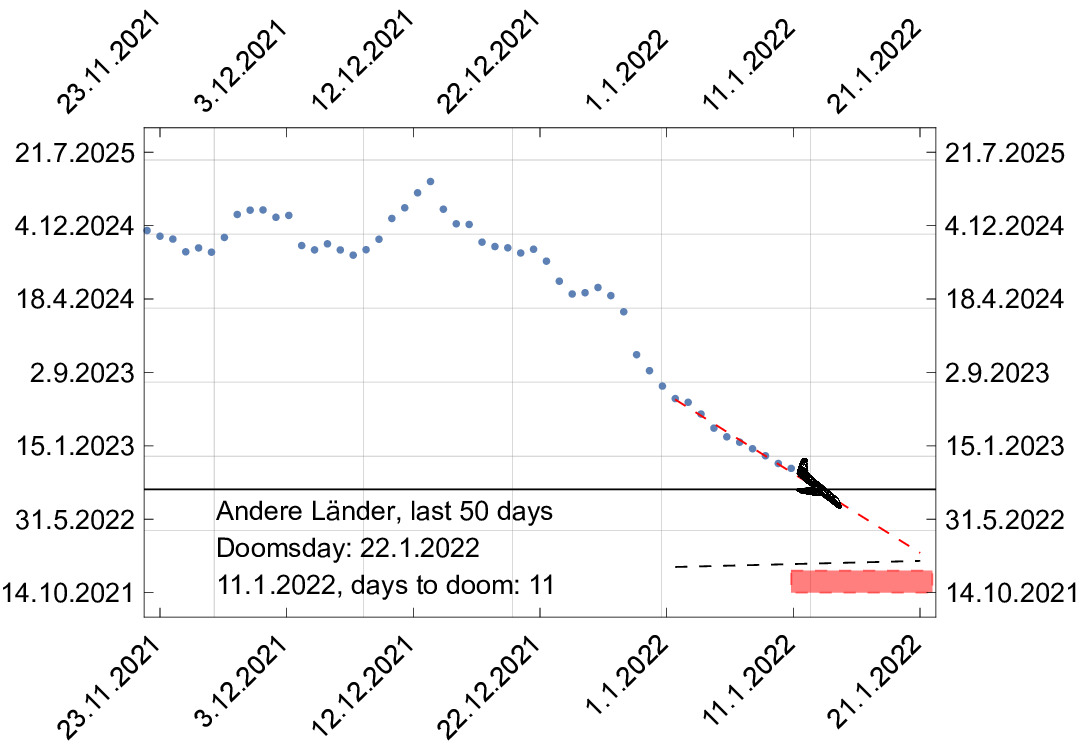 23.11.2021 3.12.2021 12.12.2021 22.12.2021 1.1.2022 11.1.2022 21.1.2022
21.7.2025 21.7.2025
4.12.2024 4.12.2024
18.4.2024 18.4.2024
2.9.2023 2.9.2023
15.1.2023 15.1.2023
Andere Länder, last 50 days
31.5.2022 31.5.2022
Doomsday: 22.1.2022
11.1.2022, days to doom: 11
14.10.2021 14.10.2021
23.11.2021 3.12.2021 12.12.2021 22.12.2021 1.1.2022 11.1.2022 21.1.2022